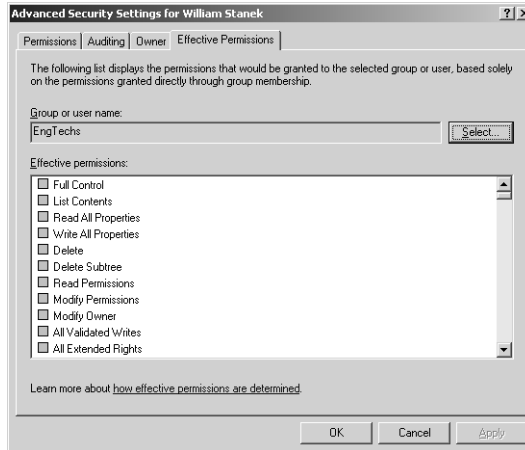 Advanced Security Settings for William Stanek
Permissions Auditing Owner Effective Permissions
The following list displays the permissions that would be granted to the selected group or user, based solely
on the permissions granted directly through group membership.
Group or user name:
EngTechs
Select...
Effective permissions:
Full Control
List Contents
Read All Properties
Write All Properties
Delete
Delete Subtree
Read Permissions
Modify Permissions
Modify Owner
All Validated Writes
All Extended Rights
Learn more about how effective permissions are determined.
OK Cancel Apply